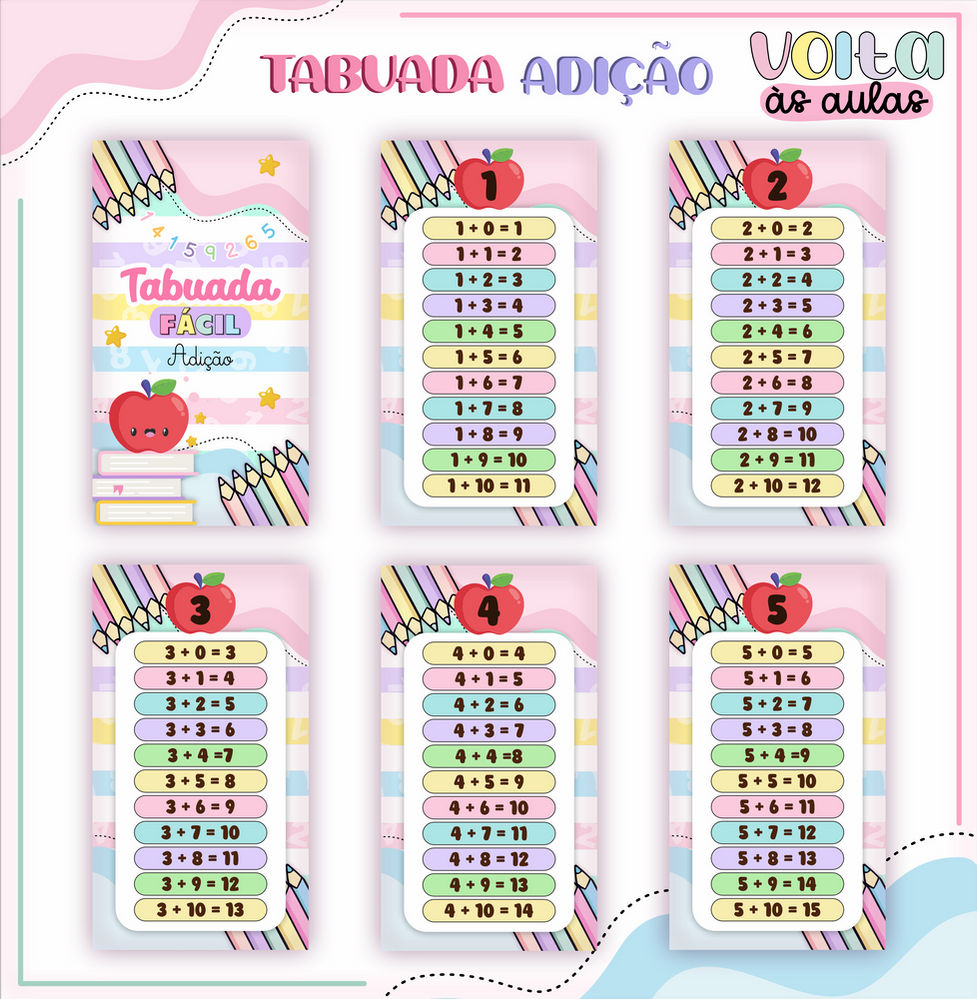 TABUADA ADIÇÃO
VOLTA
às aulas
1 4 1 5 9 2 6 5
Tabuada
FÁCIL
Adição
1
1 + 0 = 1
1 + 1 = 2
1 + 2 = 3
1 + 3 = 4
1 + 4 = 5
1 + 5 = 6
1 + 6 = 7
1 + 7 = 8
1 + 8 = 9
1 + 9 = 10
1 + 10 = 11
2
2 + 0 = 2
2 + 1 = 3
2 + 2 = 4
2 + 3 = 5
2 + 4 = 6
2 + 5 = 7
2 + 6 = 8
2 + 7 = 9
2 + 8 = 10
2 + 9 = 11
2 + 10 = 12
3
3 + 0 = 3
3 + 1 = 4
3 + 2 = 5
3 + 3 = 6
3 + 4 =7
3 + 5 = 8
3 + 6 = 9
3 + 7 = 10
3 + 8 = 11
3 + 9 = 12
3 + 10 = 13
4
4 + 0 = 4
4 + 1 = 5
4 + 2 = 6
4 + 3 = 7
4 + 4 =8
4 + 5 = 9
4 + 6 = 10
4 + 7 = 11
4 + 8 = 12
4 + 9 = 13
4 + 10 = 14
5
5 + 0 = 5
5 + 1 = 6
5 + 2 = 7
5 + 3 = 8
5 + 4 =9
5 + 5 = 10
5 + 6 = 11
5 + 7 = 12
5 + 8 = 13
5 + 9 = 14
5 + 10 = 15